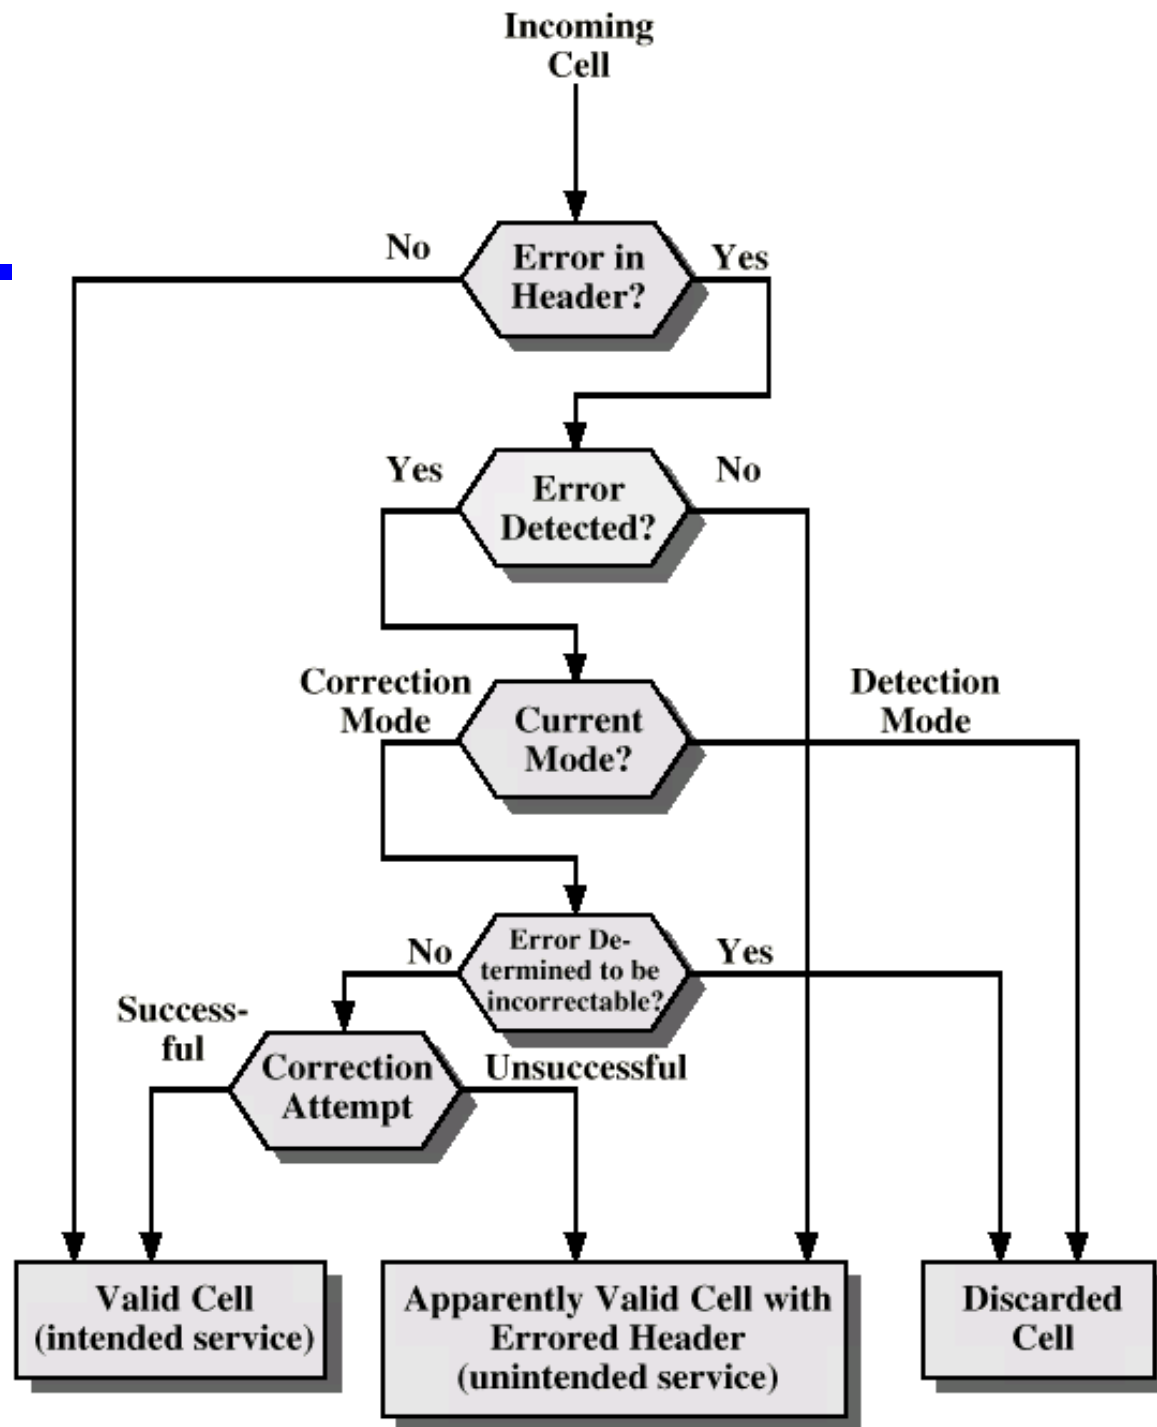 Incoming
Cell
No
Error in
Header?
Yes
Yes
Error
Detected?
No
Correction
Mode
Current
Mode?
Detection
Mode
No
Error De-
termined to be
incorrectable?
Yes
Success-
ful
Correction
Attempt
Unsuccessful
Valid Cell
(intended service)
Apparently Valid Cell with
Errored Header
(unintended service)
Discarded
Cell